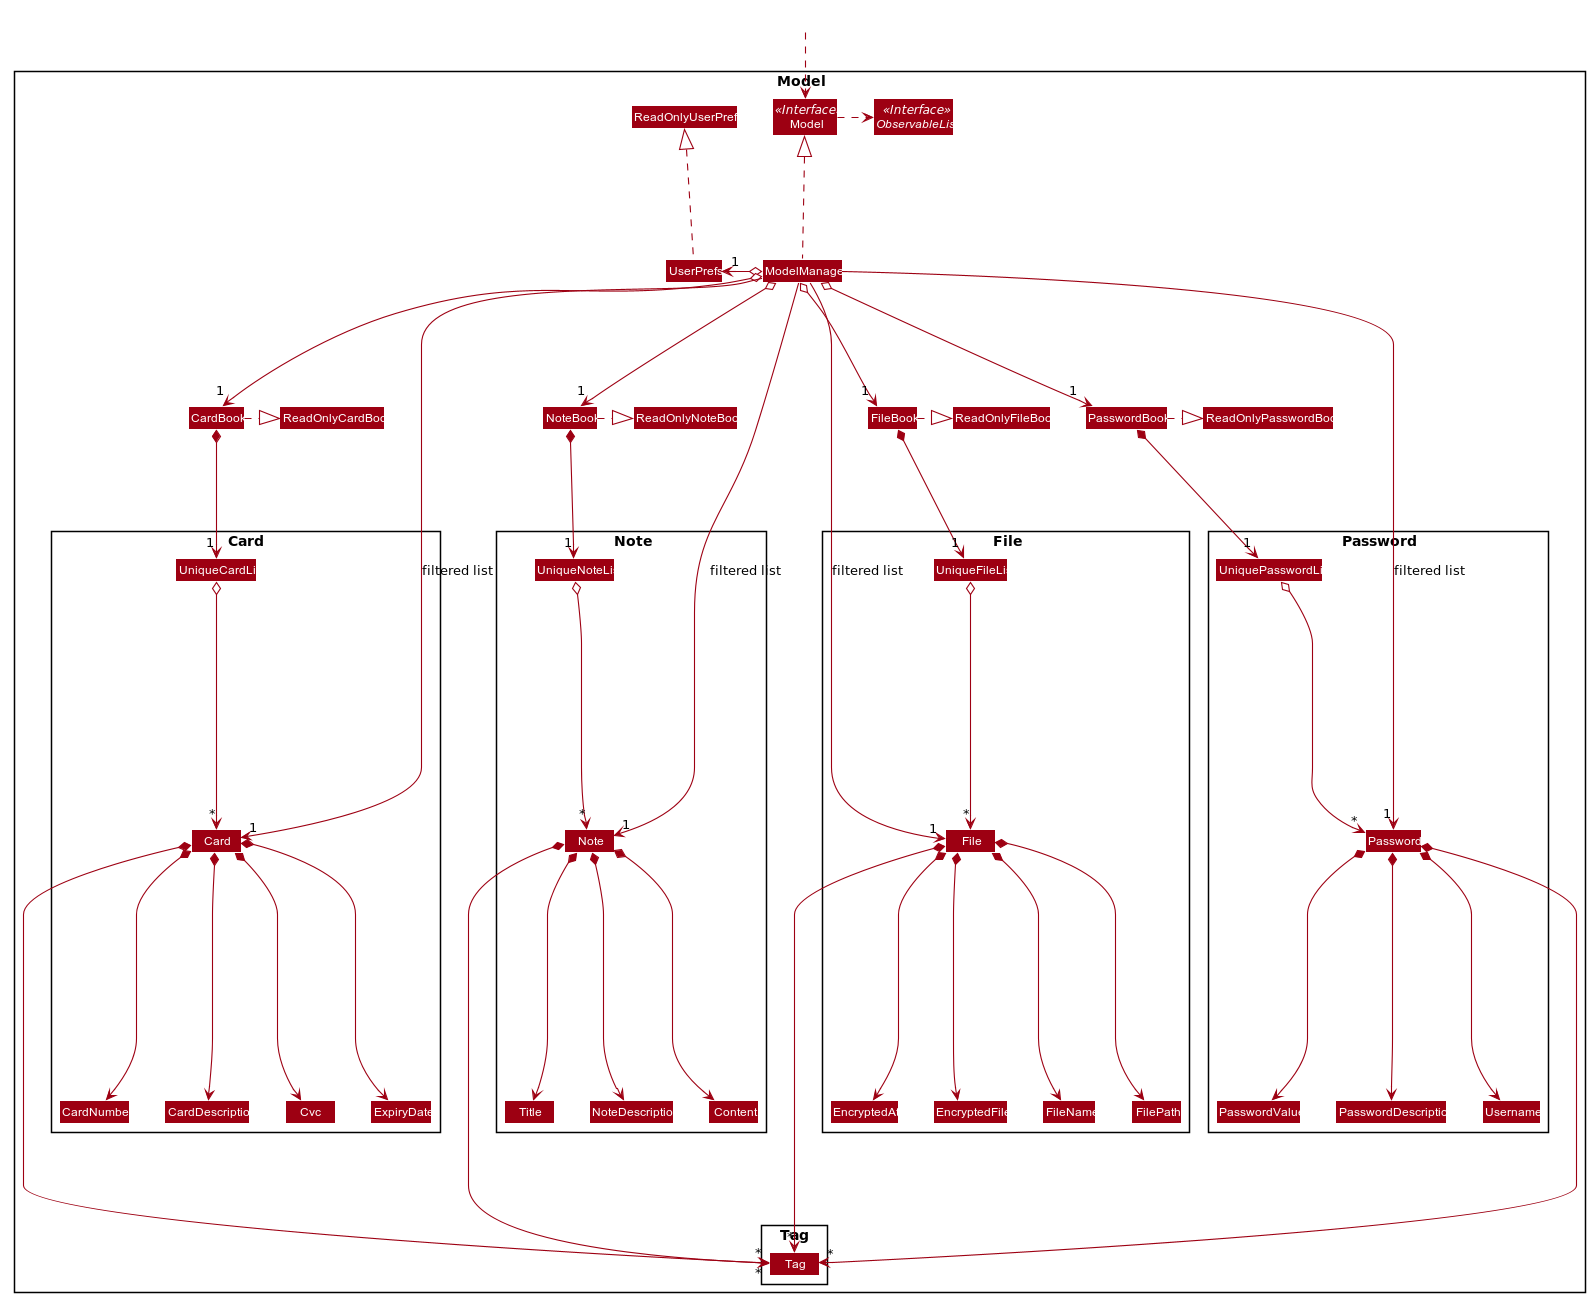 Model
«Interface
Model
«Interface»
ObservableLis
ReadOnlyUserPref
UserPrefs
1
ModelManage
1
1
1
1
CardBook
ReadOnlyCardBoo
NoteBook
ReadOnlyNoteBoo
FileBook
ReadOnlyFileBoo
PasswordBook
ReadOnlyPasswordBoo
Card
Note
File
Password
1
1
1
1
UniqueCardLi
filtered list
UniqueNoteLis
filtered list
filtered list
UniqueFileLis
UniquePasswordLi
filtered list
*
1
*
1
1
*
*
1
Card
Note
File
Password
CardNumbe
CardDescriptio
Cvc
ExpiryDate
Title
NoteDescriptio
Content
EncryptedAt
EncryptedFile
FileName
FilePath
PasswordValue
PasswordDescriptio
Username
Tag
*
*
*
*
Tag